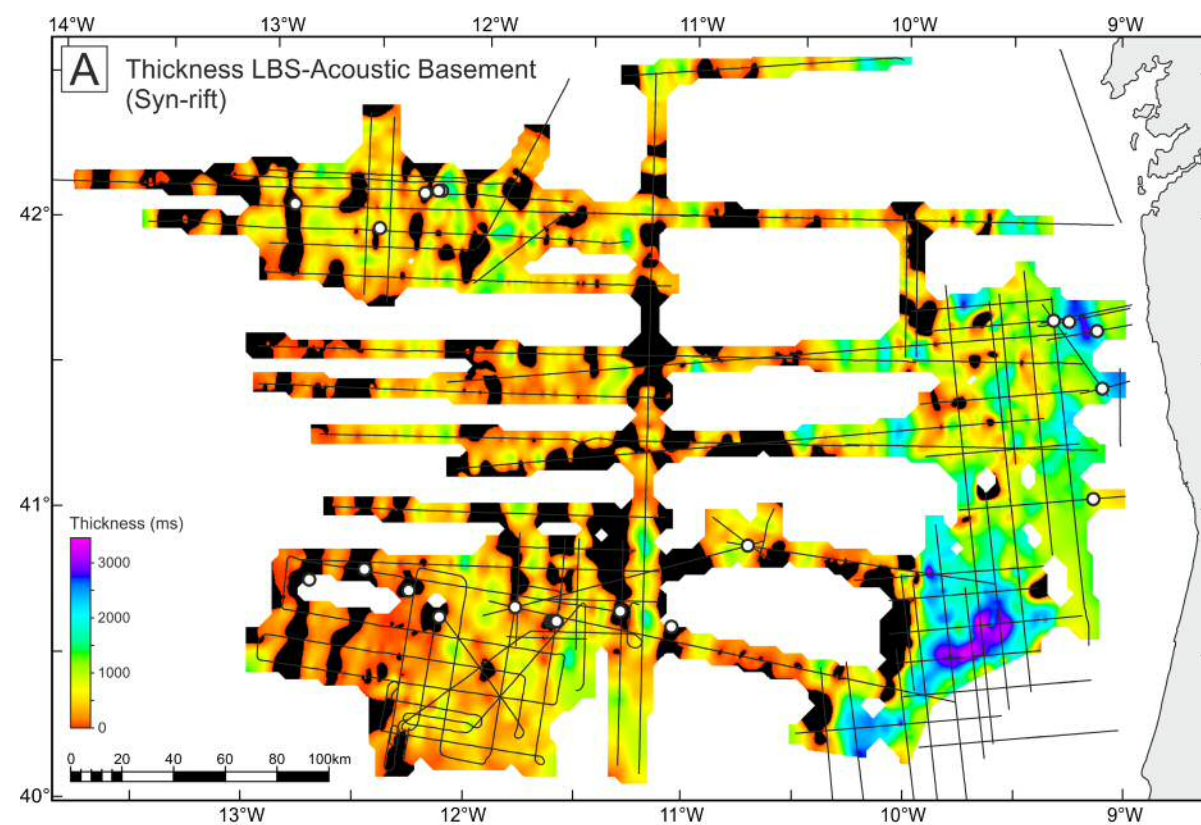 14°W 13°W 12°W 11°W 10°W 9°W
A Thickness LBS-Acoustic Basement
(Syn-rift)
42°
41°
Thickness (ms)
3000
2000
1000
0
0 20 40 60 80 100km
40°
13°W 12°W 11°W 10°W 9°W